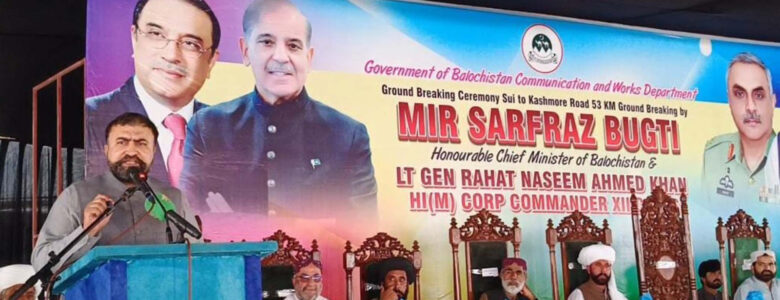 Government of Balochistan Communication and Works Department
Ground Breaking Ceremony Sui to Kashmore Road 53 KM Ground Breaking by
MIR SARFRAZ BUGTI
Honourable Chief Minister of Balochistan &
LT GEN RAHAT NASEEM AHMED KHAN
HI(M) CORP COMMANDER XII